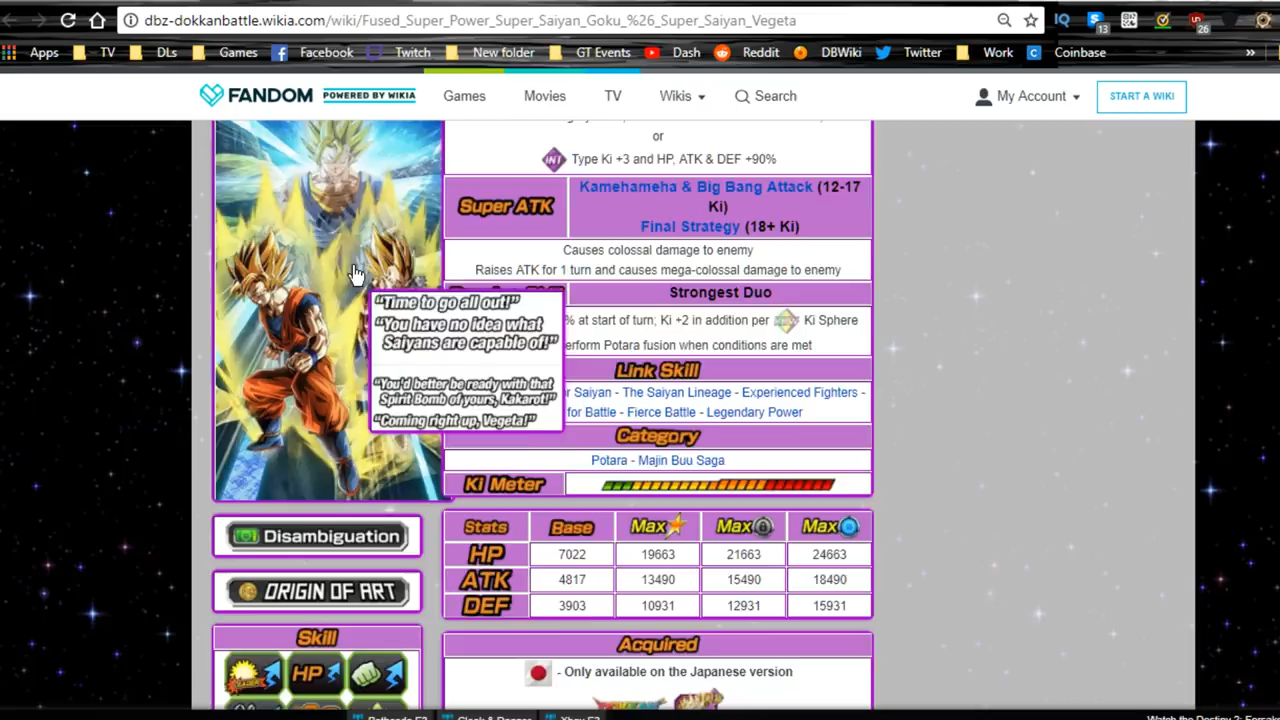 dbz-dokkanbattle.wikia.com/wiki/Fused_Super_Power_Super_Saiyan_Goku_%26_Super_Saiyan_Vegeta
IQ
13
26
Apps TV DLs Games Facebook Twitch New folder GT Events Dash Reddit DBWiki Twitter Work Coinbase »
FANDOM POWERED BY WIKIA Games Movies TV Wikis Search My Account START A WIKI
or
INT Type Ki +3 and HP, ATK & DEF +90%
Super ATK
Kamehameha & Big Bang Attack (12-17
Ki)
Final Strategy (18+ Ki)
Causes colossal damage to enemy
Raises ATK for 1 turn and causes mega-colossal damage to enemy
Strongest Duo
"Time to go all out!"
"You have no idea what
Saiyans are capable of!"
"You'd better be ready with that
Spirit Bomb of yours, Kakarot!"
"Coming right up, Vegeta!"
% at start of turn; Ki +2 in addition per Ki Sphere
erform Potara fusion when conditions are met
Link Skill
r Saiyan - The Saiyan Lineage - Experienced Fighters -
for Battle - Fierce Battle - Legendary Power
Category
Potara - Majin Buu Saga
Ki Meter
Stats Base Max Max Max
HP 7022 19663 21663 24663
ATK 4817 13490 15490 18490
DEF 3903 10931 12931 15931
Disambiguation
ORIGIN OF ART
Skill
HP
Acquired
- Only available on the Japanese version